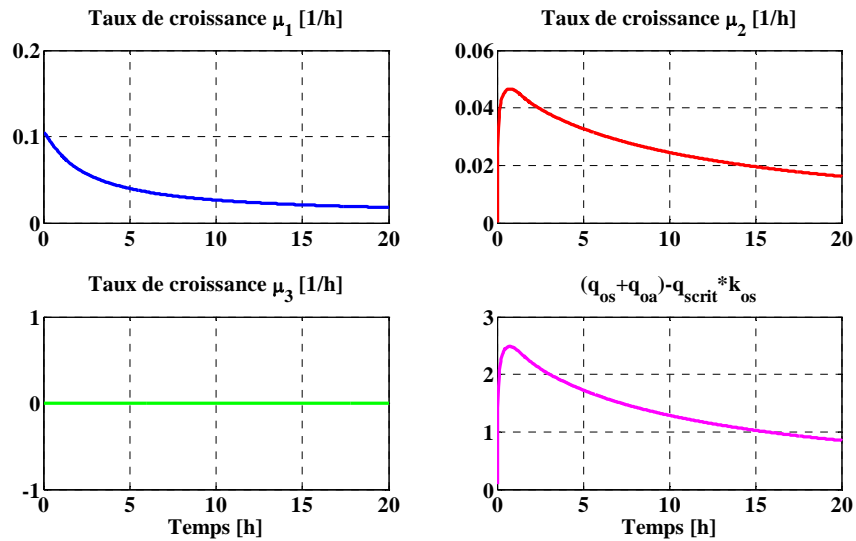 Taux de croissance μ1 [1/h]
0.2
0.1
0
0 5 10 15 20
Taux de croissance μ2 [1/h]
0.06
0.04
0.02
0
0 5 10 15 20
Taux de croissance μ3 [1/h]
1
0
-1
0 5 10 15 20
Temps [h]
(qos+qoa)-qscrit*kos
3
2
1
0
0 5 10 15 20
Temps [h]